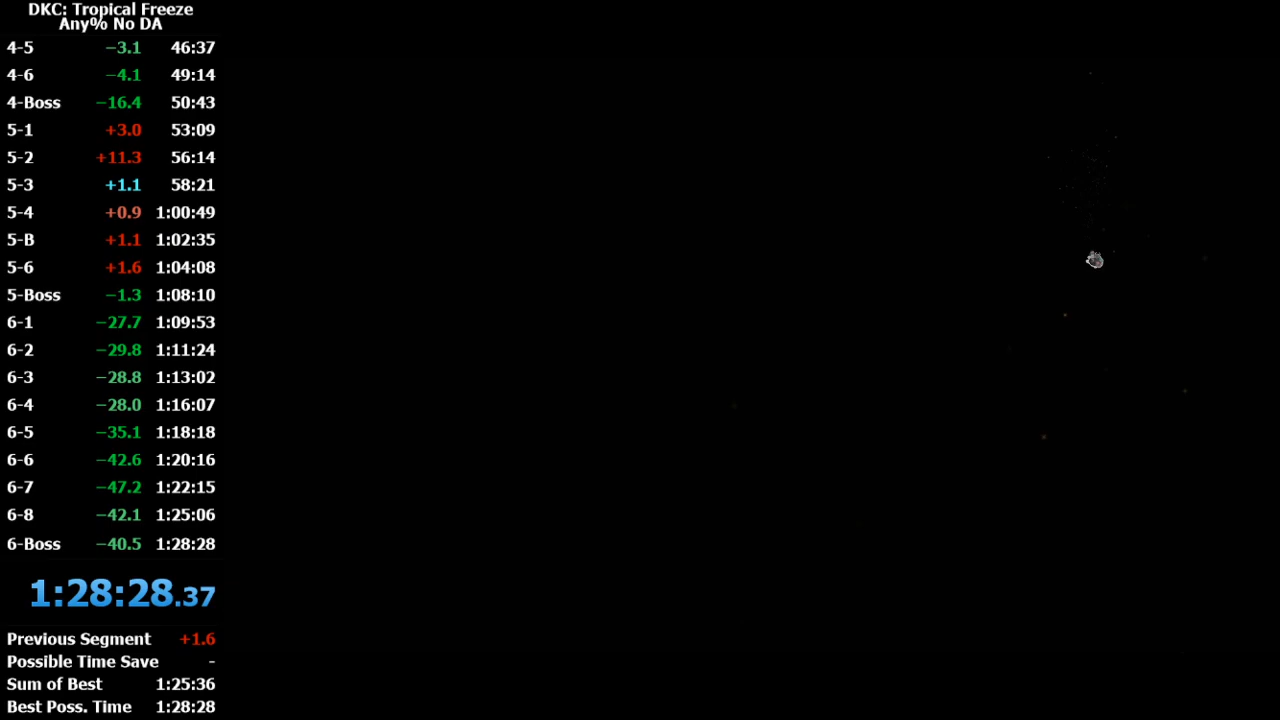 DKC: Tropical Freeze
Any% No DA
4-5 −3.1 46:37
4-6 −4.1 49:14
4-Boss −16.4 50:43
5-1 +3.0 53:09
5-2 +11.3 56:14
5-3 +1.1 58:21
5-4 +0.9 1:00:49
5-B +1.1 1:02:35
5-6 +1.6 1:04:08
5-Boss −1.3 1:08:10
6-1 −27.7 1:09:53
6-2 −29.8 1:11:24
6-3 −28.8 1:13:02
6-4 −28.0 1:16:07
6-5 −35.1 1:18:18
6-6 −42.6 1:20:16
6-7 −47.2 1:22:15
6-8 −42.1 1:25:06
6-Boss −40.5 1:28:28
1:28:28.37
Previous Segment +1.6
Possible Time Save -
Sum of Best 1:25:36
Best Poss. Time 1:28:28